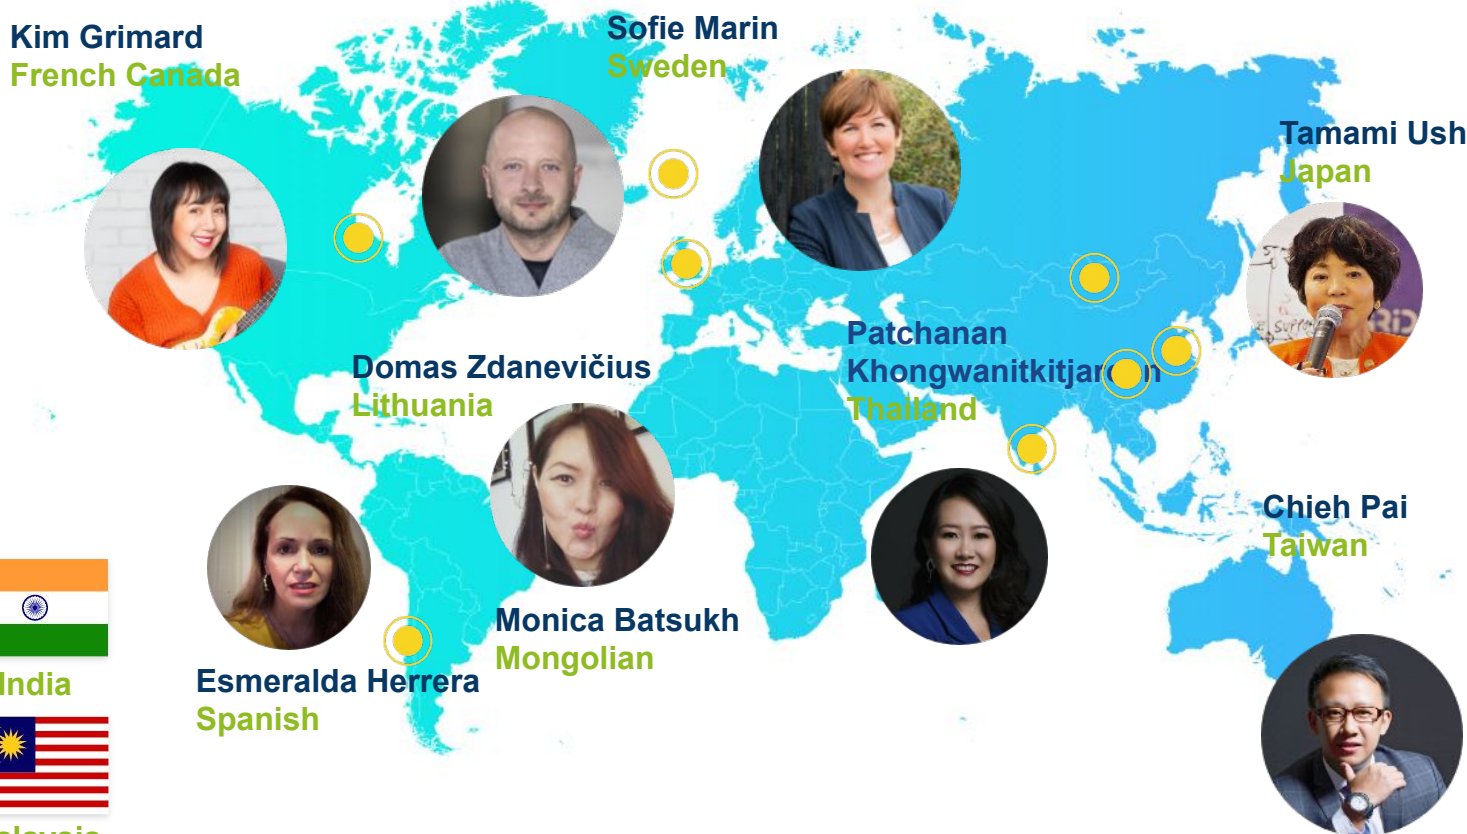 Kim Grimard
French Canada
Sofie Marin
Sweden
Tamami Ush
Japan
Domas Zdanevičius
Lithuania
Patchanan
Thailand
Chieh Pai
Taiwan
Monica Batsukh
Mongolian
Esmeralda Herrera
Spanish
India